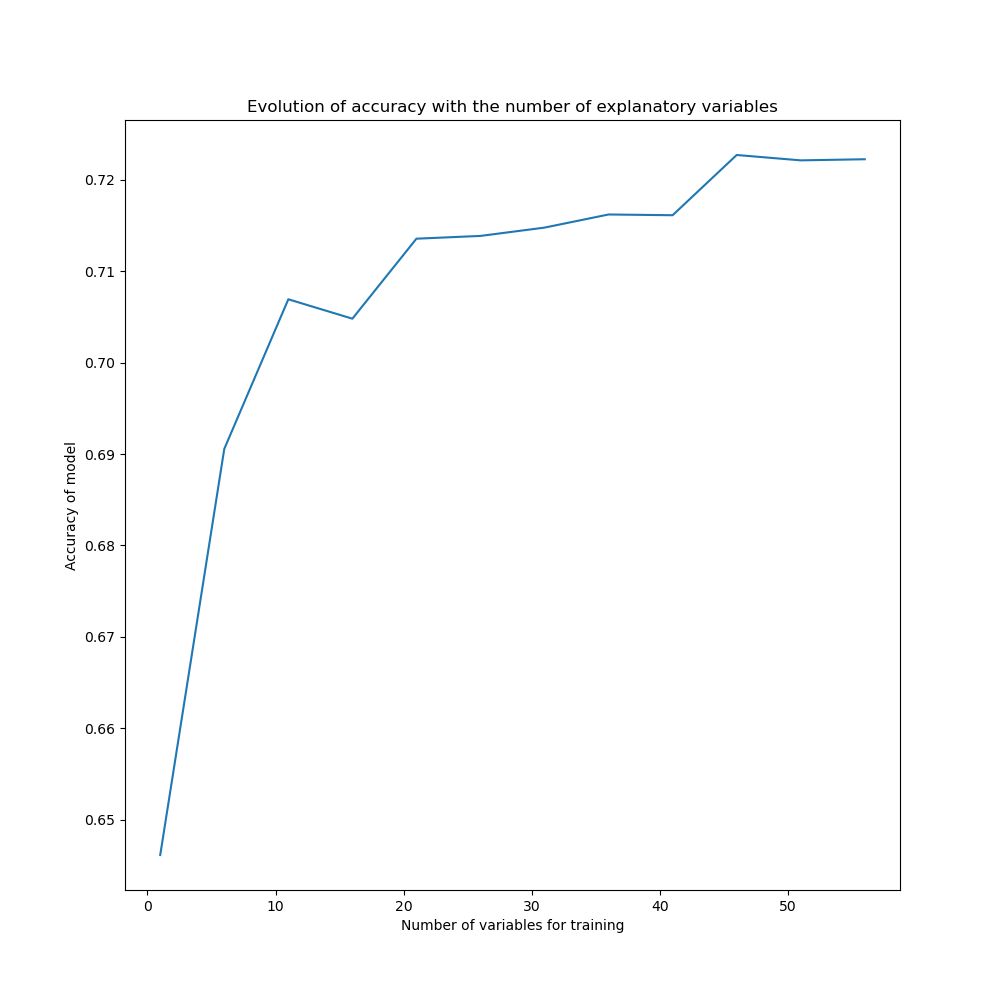 Evolution of accuracy with the number of explanatory variables
0.72
0.71
0.70
0.69
0.68
0.67
0.66
0.65
Accuracy of model
0 10 20 30 40 50
Number of variables for training